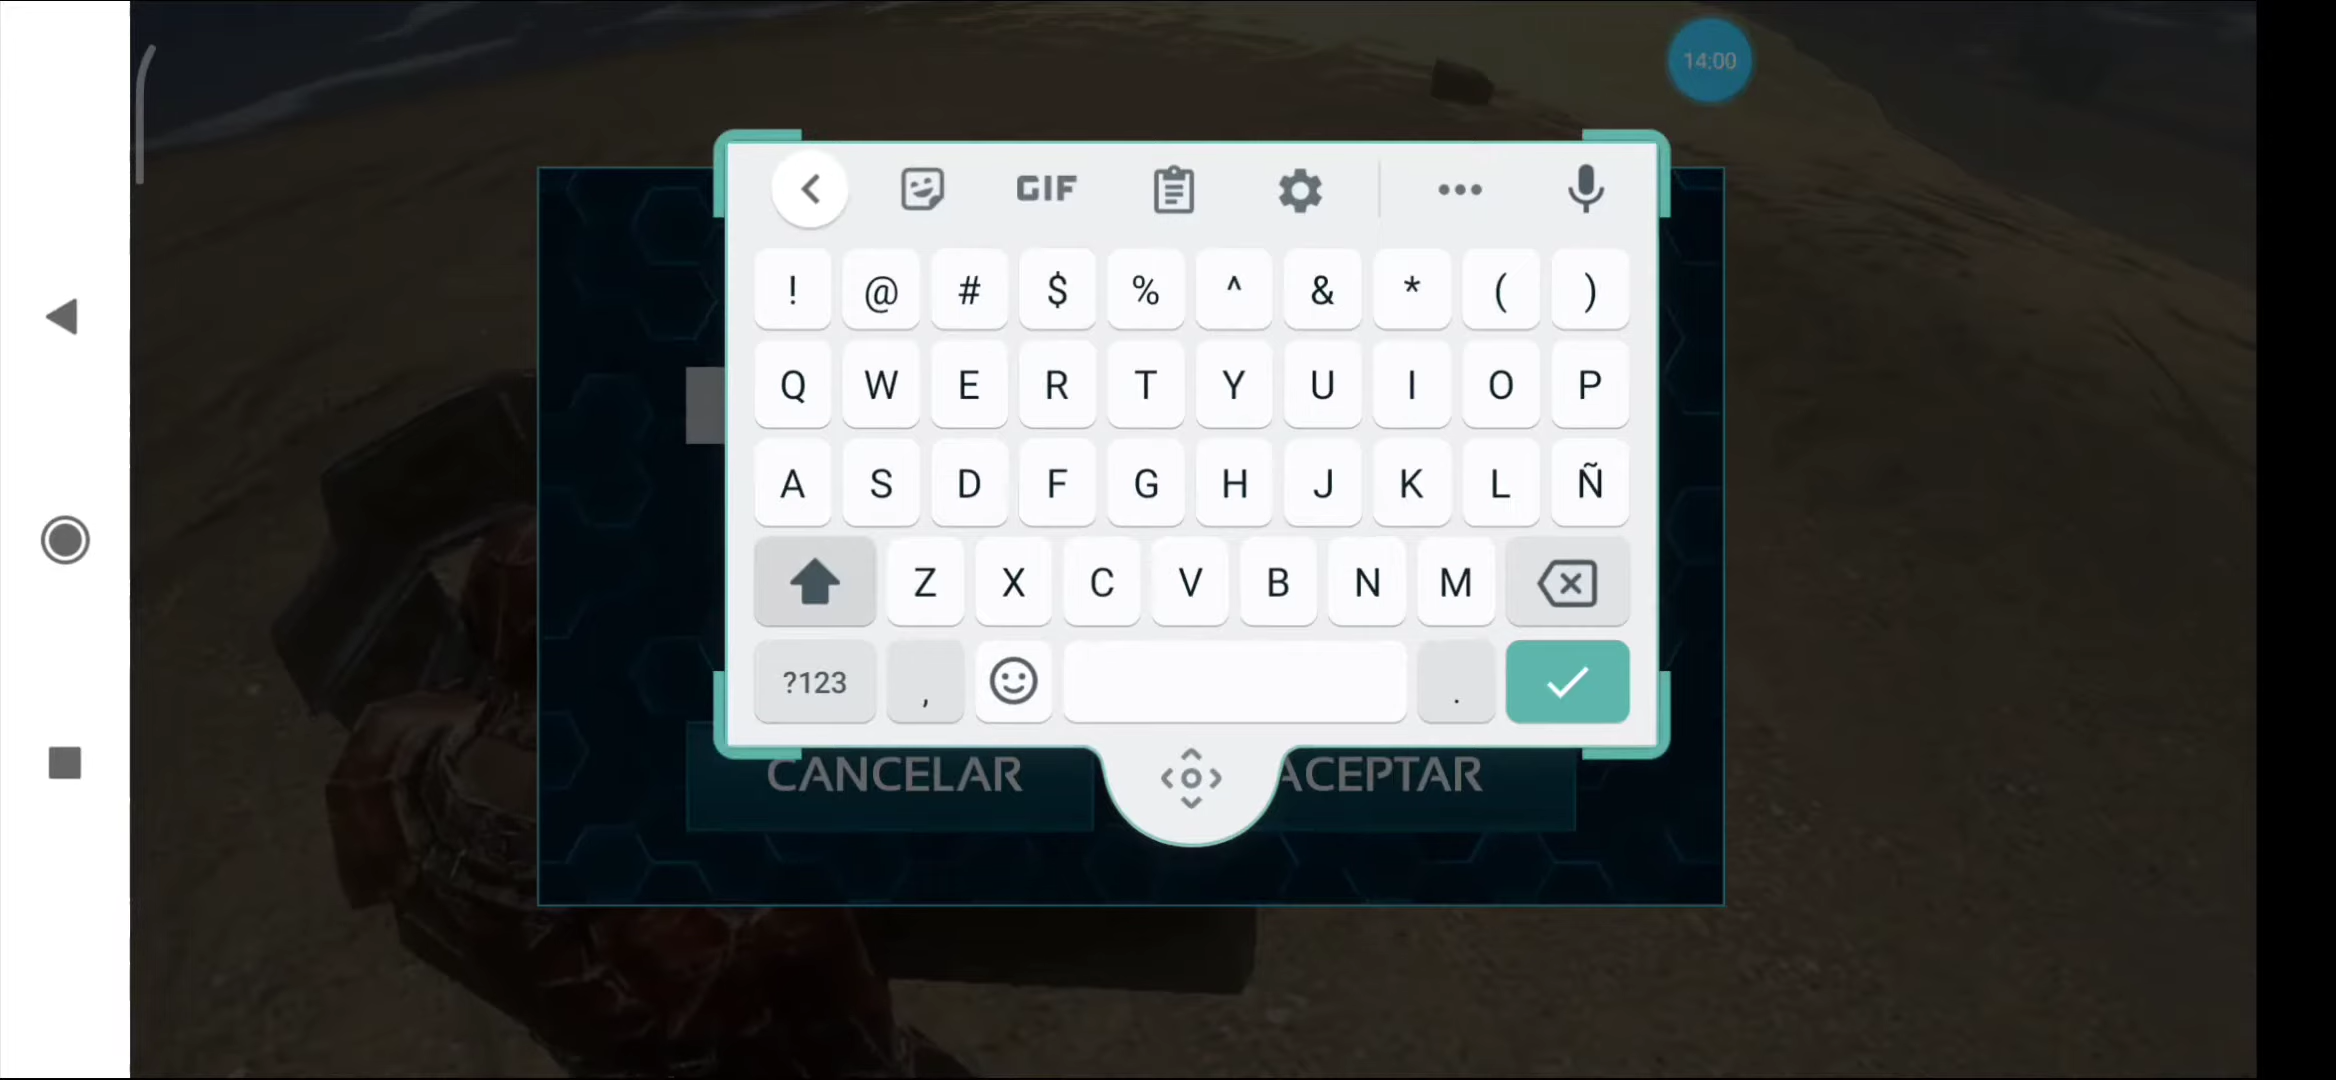 14:00
GIF
! @ # $ % ^ & * ( )
Q W E R T Y U I O P
A S D F G H J K L Ñ
Z X C V B N M
?123 , .
CANCELAR ACEPTAR